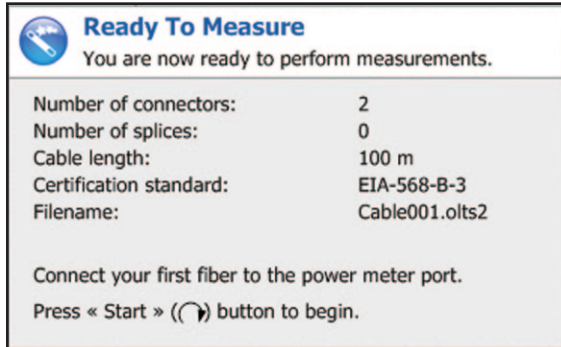 Ready To Measure
You are now ready to perform measurements.
Number of connectors: 2
Number of splices: 0
Cable length: 100 m
Certification standard: EIA-568-B-3
Filename: Cable001.olts2
Connect your first fiber to the power meter port.
Press « Start » (↷) button to begin.